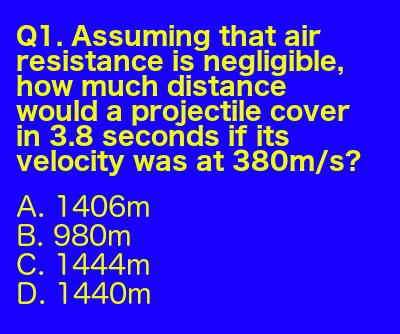 Q1. Assuming that air
resistance is negligible,
how much distance
would a projectile cover
in 3.8 seconds if its
velocity was at 380m/s?
A. 1406m
B. 980m
C. 1444m
D. 1440m